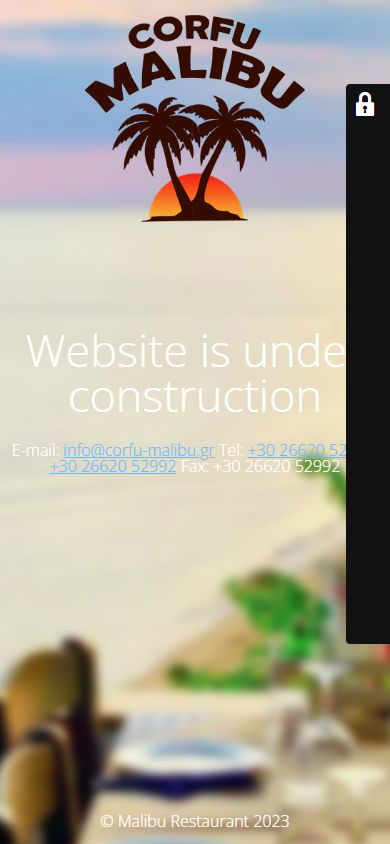 CORFU
MALIBU
Website is unde
construction
E-mail: info@corfu-malibu.gr Tel: +30 26620 52
+30 26620 52992 Fax: +30 26620 52992
© Malibu Restaurant 2023